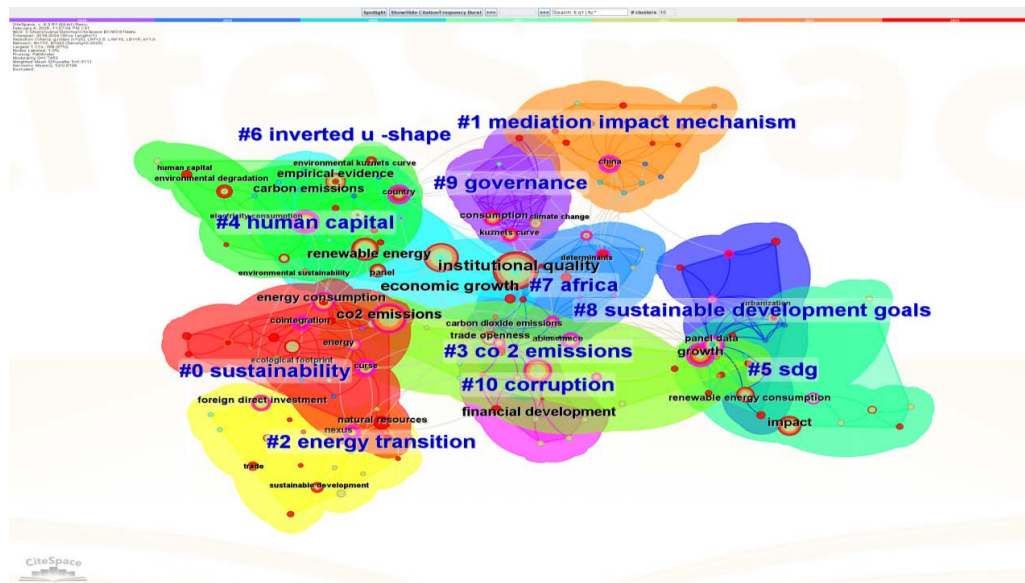 Spotlight
Show/Hide Citation/Frequency Burst
>>>
<<<
# clusters 15
#6 inverted u -shape
#1 mediation impact mechanism
human capital
environmental kuznets curve
environmental degradation
empirical evidence
china
carbon emissions
country
#9 governance
electricity consumption
consumption
climate change
#4 human capital
kuznets curve
renewable energy
institutional quality
determinants
environmental sustainability
panel
economic growth
#7 africa
energy consumption
co2 emissions
#8 sustainable development goals
urbanization
cointegration
carbon dioxide emissions
energy
trade openness
panel data
ecological footprint
#3 co 2 emissions
growth
#0 sustainability
curse
#5 sdg
#10 corruption
foreign direct investment
renewable energy consumption
natural resources
financial development
nexus
impact
#2 energy transition
trade
sustainable development
CiteSpace